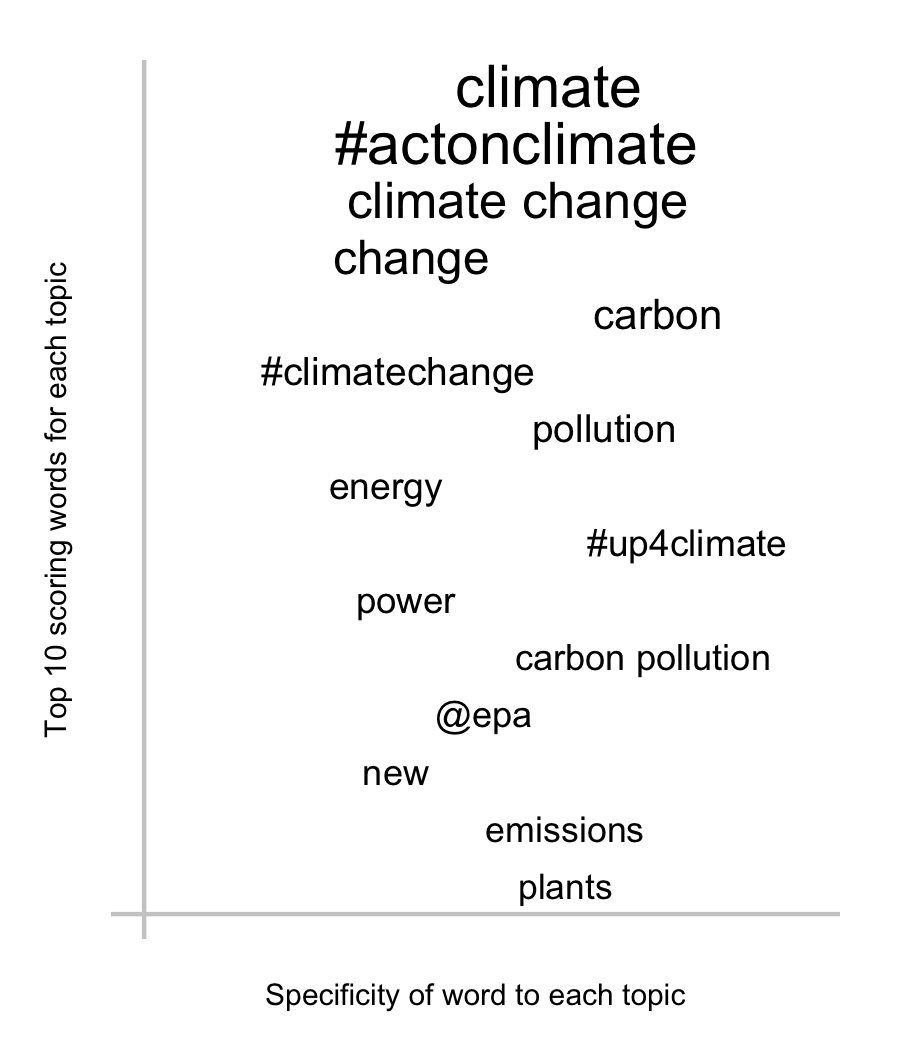 climate
#actonclimate
climate change
change
carbon
#climatechange
pollution
energy
#up4climate
power
carbon pollution
@epa
new
emissions
plants
Top 10 scoring words for each topic
Specificity of word to each topic